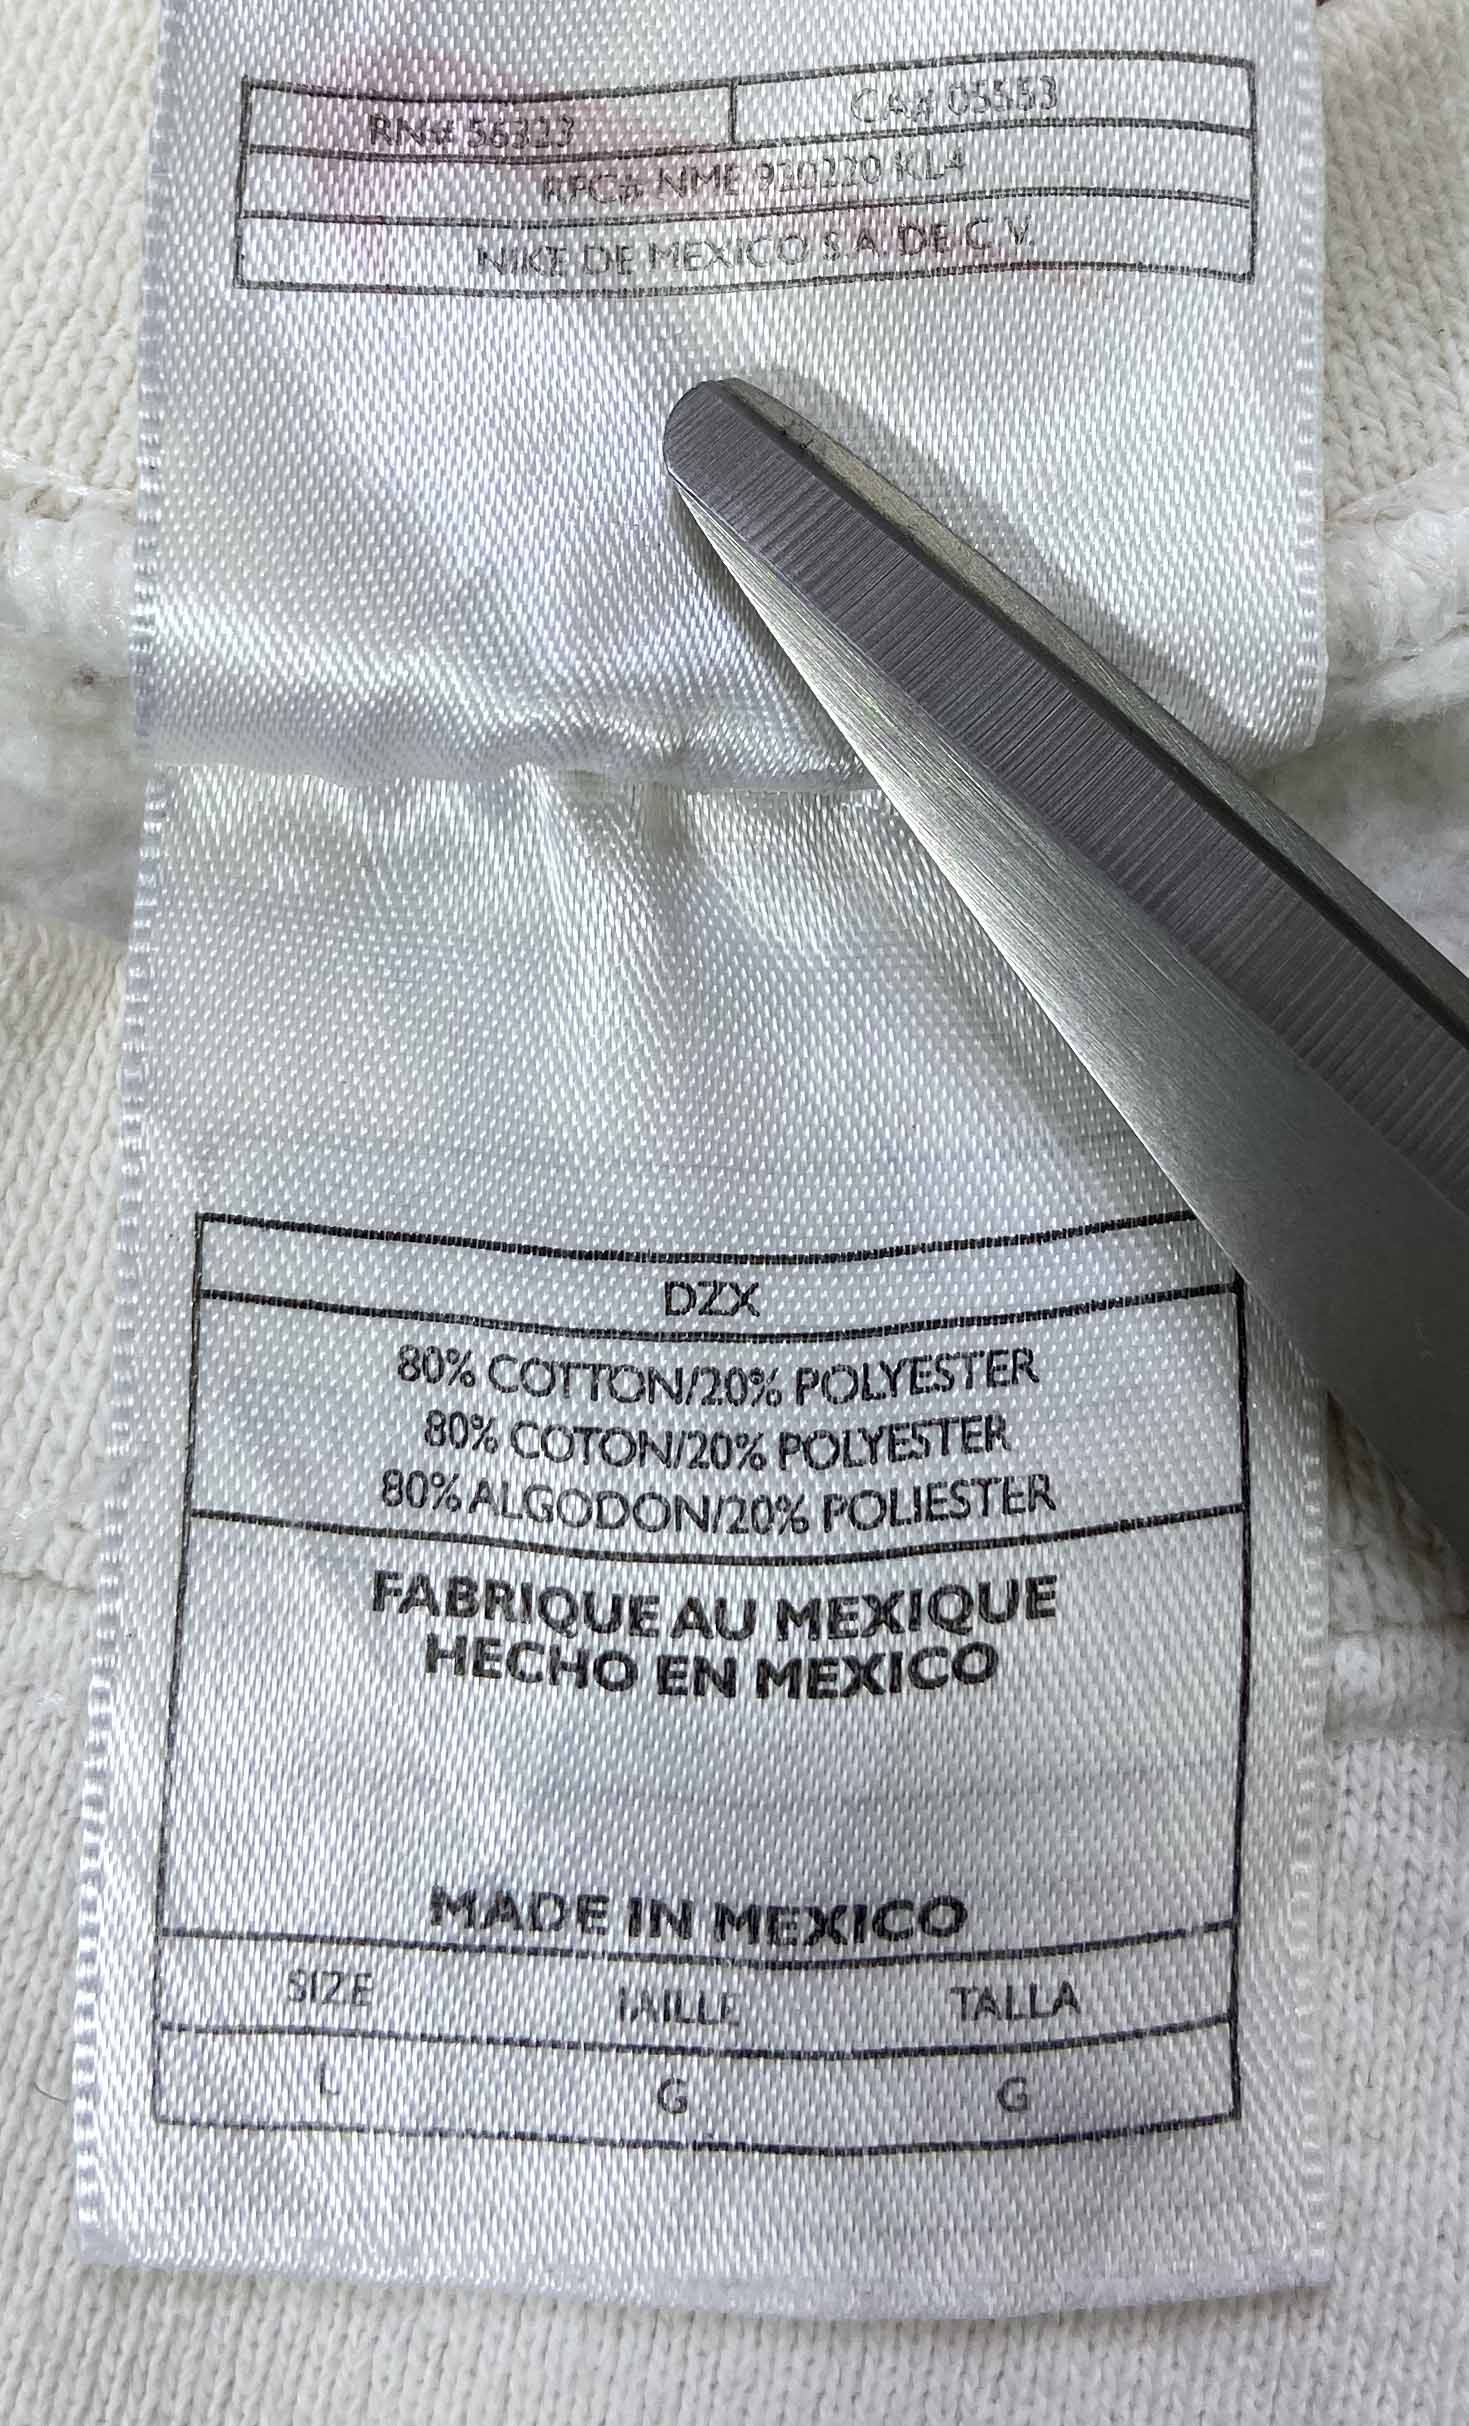 RN# 56323
CA# 05553
RFC# NME 920220 KL4
NIKE DE MEXICO S.A. DE C.V.
DZX
80% COTTON/20% POLYESTER
80% COTON/20% POLYESTER
80% ALGODON/20% POLIESTER
FABRIQUE AU MEXIQUE
HECHO EN MEXICO
MADE IN MEXICO
SIZE TAILLE TALLA
L G G